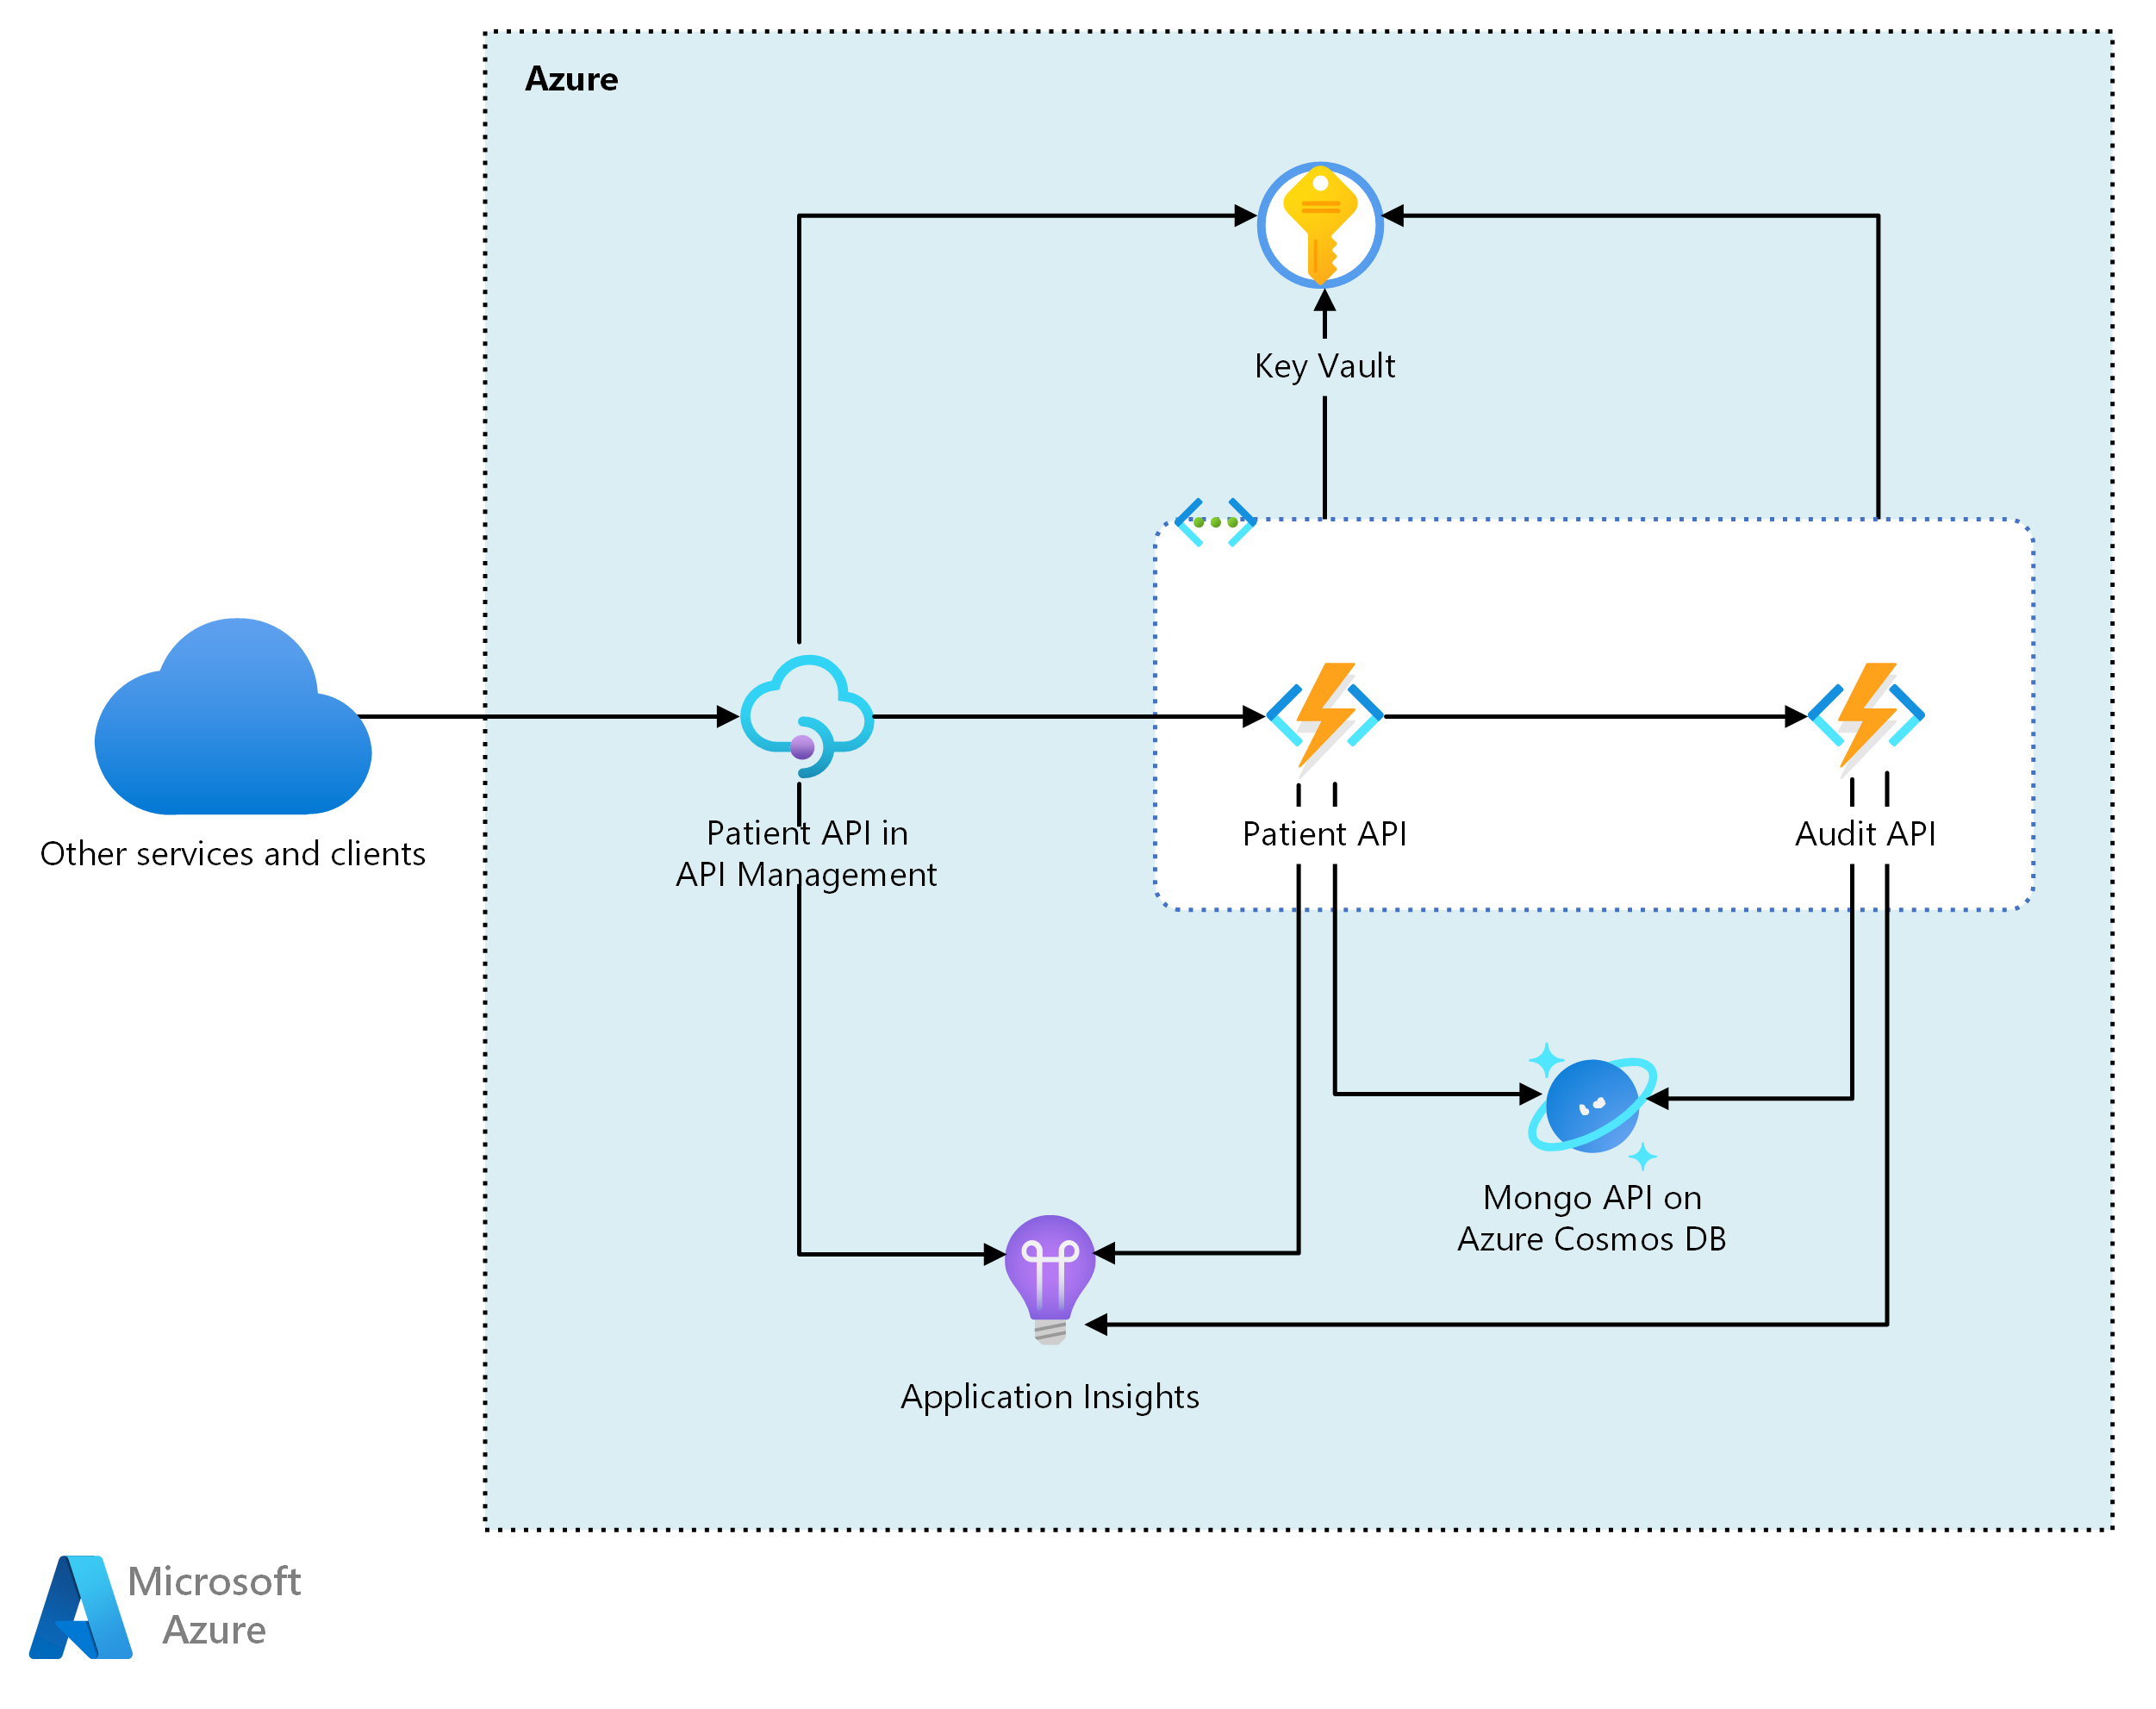 Azure
Key Vault
Other services and clients
Patient API in
API Management
Patient API
Audit API
Mongo API on
Azure Cosmos DB
Application Insights
Microsoft
Azure